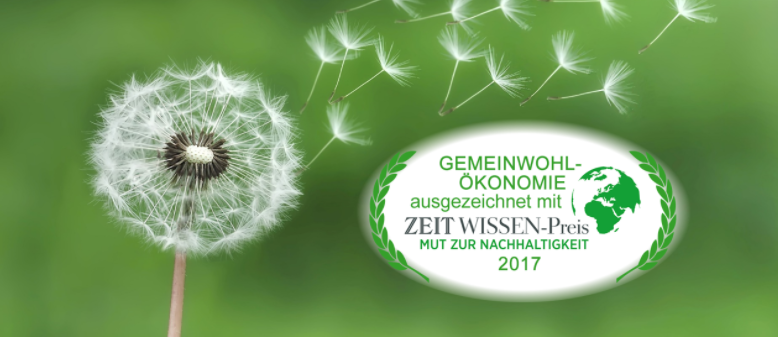 GEMEINWOHL-
ÖKONOMIE
ausgezeichnet mit
ZEIT WISSEN-Preis
MUT ZUR NACHHALTIGKEIT
2017